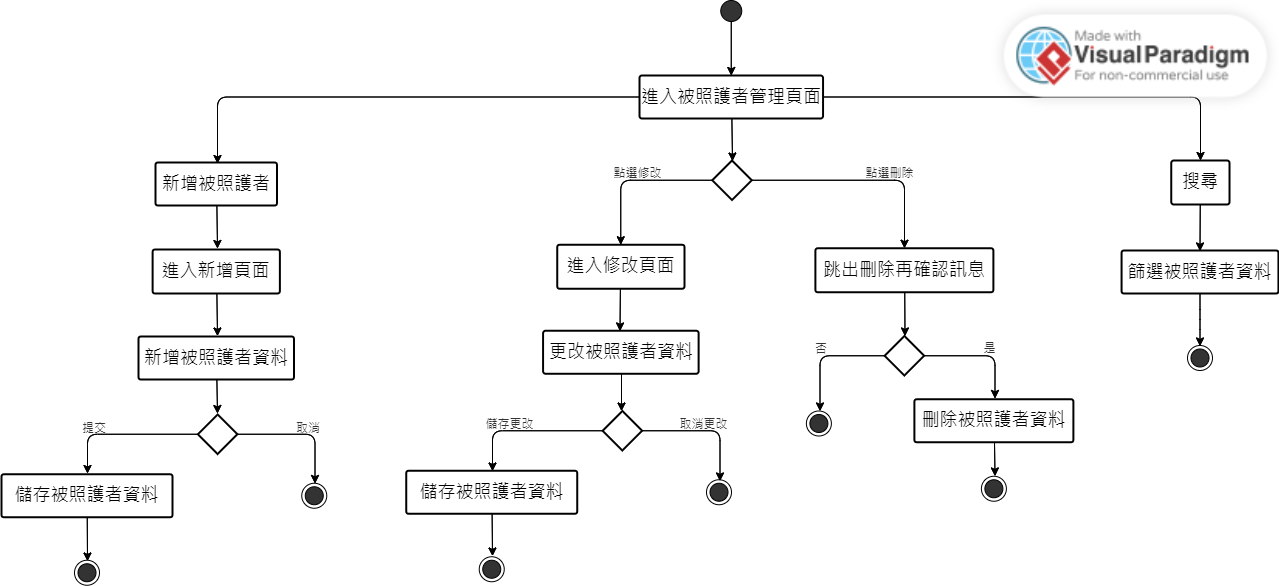 Made with
Visual Paradigm
For non-commercial use
進入被照護者管理頁面
點選修改
點選刪除
新增被照護者
搜尋
進入新增頁面
進入修改頁面
跳出刪除再確認訊息
篩選被照護者資料
新增被照護者資料
更改被照護者資料
否
是
提交
取消
儲存更改
取消更改
刪除被照護者資料
儲存被照護者資料
儲存被照護者資料